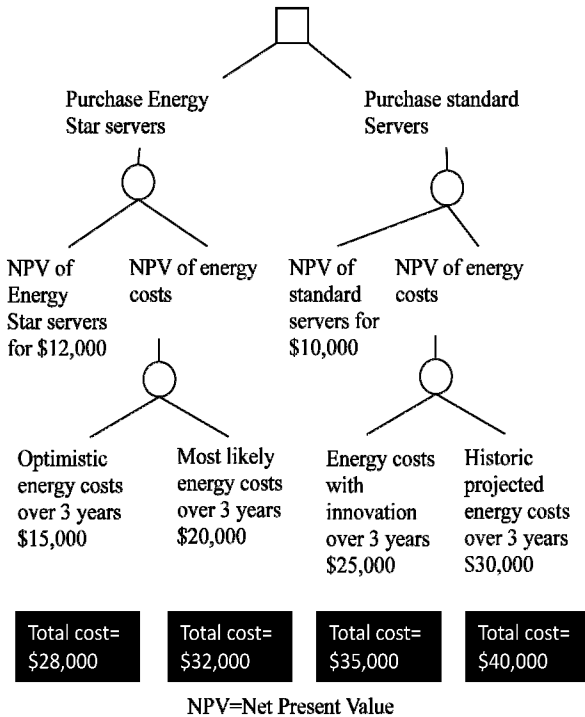 Purchase Energy
Star servers
Purchase standard
Servers
NPV of
Energy
Star servers
for $12,000
NPV of energy
costs
NPV of
standard
servers for
$10,000
NPV of energy
costs
Optimistic
energy costs
over 3 years
$15,000
Most likely
energy costs
over 3 years
$20,000
Energy costs
with
innovation
over 3 years
$25,000
Historic
projected
energy costs
over 3 years
S30,000
Total cost=
$28,000
Total cost=
$32,000
Total cost=
$35,000
Total cost=
$40,000
NPV=Net Present Value